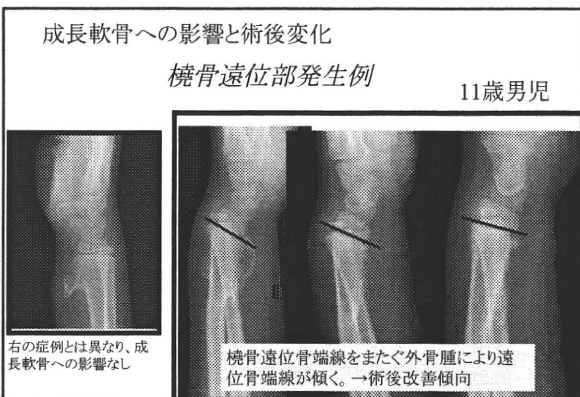 成長軟骨への影響と術後変化
橈骨遠位部発生例
11歳男児
右の症例とは異なり、成
長軟骨への影響なし
橈骨遠位骨端線をまたぐ外骨腫により遠
位骨端線が傾く。→術後改善傾向